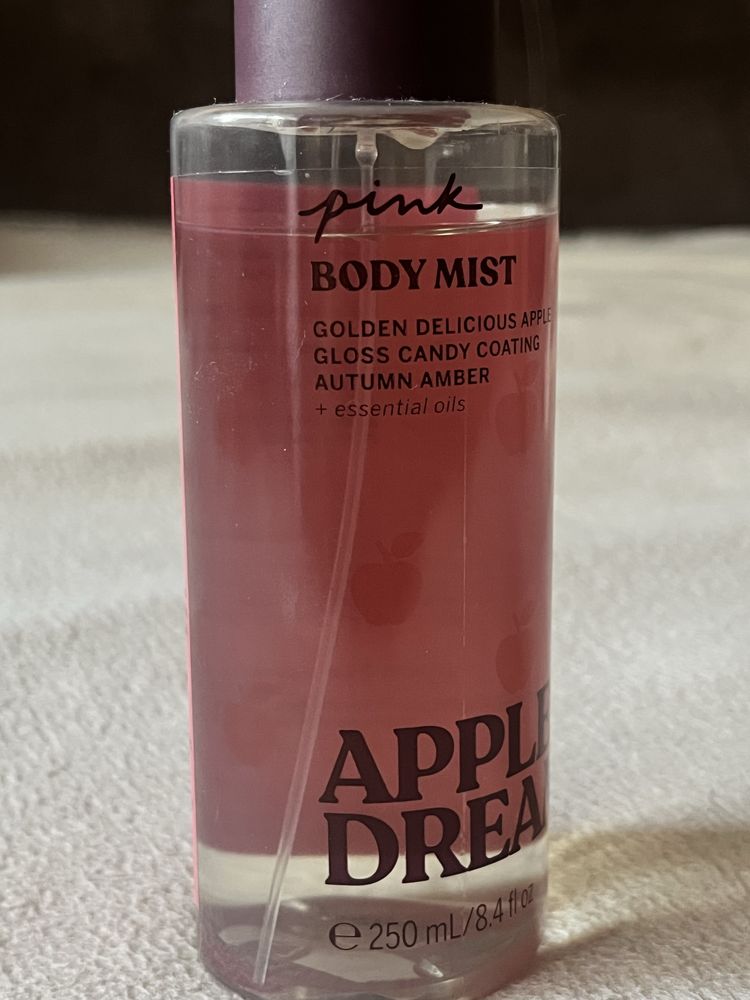 pink
BODY MIST
GOLDEN DELICIOUS APPLE
GLOSS CANDY COATING
AUTUMN AMBER
+ essential oils
APPLE
DREA
e 250 mL/8.4 fl oz